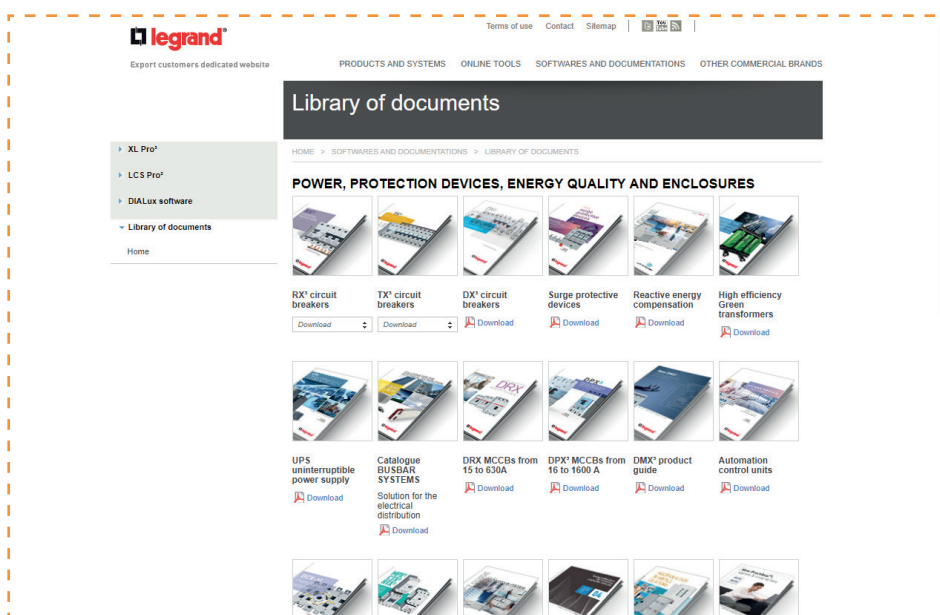 Terms of use Contact Sitemap
legrand®
Export customers dedicated website
PRODUCTS AND SYSTEMS ONLINE TOOLS SOFTWARES AND DOCUMENTATIONS OTHER COMMERCIAL BRANDS
Library of documents
XL Pro³
LCS Pro²
DIALux software
Library of documents
Home
HOME > SOFTWARES AND DOCUMENTATIONS > LIBRARY OF DOCUMENTS
POWER, PROTECTION DEVICES, ENERGY QUALITY AND ENCLOSURES
RX³ circuit breakers
Download
TX³ circuit breakers
Download
DX³ circuit breakers
Download
Surge protective devices
Download
Reactive energy compensation
Download
High efficiency Green transformers
Download
UPS uninterruptible power supply
Download
Catalogue BUSBAR SYSTEMS
Solution for the electrical distribution
Download
DRX
DRX MCCBs from 15 to 630A
Download
DPX³
DPX³ MCCBs from 16 to 1600 A
Download
DMX³ product guide
Download
Automation control units
Download